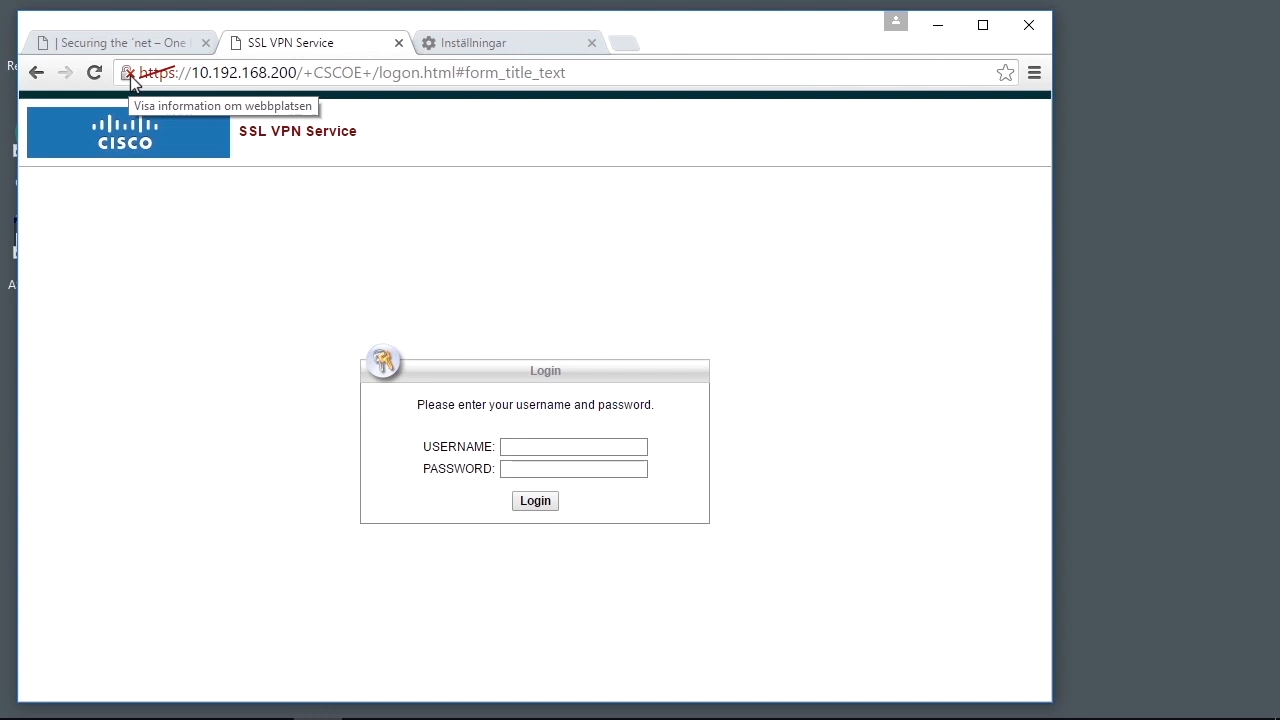 | Securing the 'net – One
SSL VPN Service
Inställningar
https://10.192.168.200/+CSCOE+/logon.html#form_title_text
Visa information om webbplatsen
CISCO
SSL VPN Service
Login
Please enter your username and password.
USERNAME:
PASSWORD:
Login